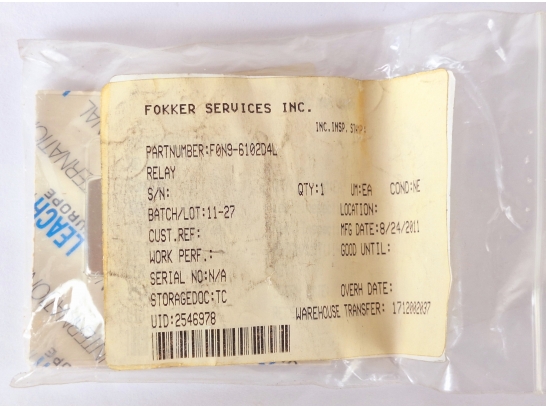 FOKKER SERVICES INC.
INC.INSP.
PARTNUMBER:F0N9-6102D4L
RELAY
S/N: QTY:1 UM:EA COND:NE
BATCH/LOT:11-27 LOCATION:
CUST.REF: MFG DATE:8/24/2011
WORK PERF.: GOOD UNTIL:
SERIAL NO:N/A
STORAGEDOC:TC OVERH DATE:
UID:2546978 WAREHOUSE TRANSFER: 1712002037
LEACH
EUROPE